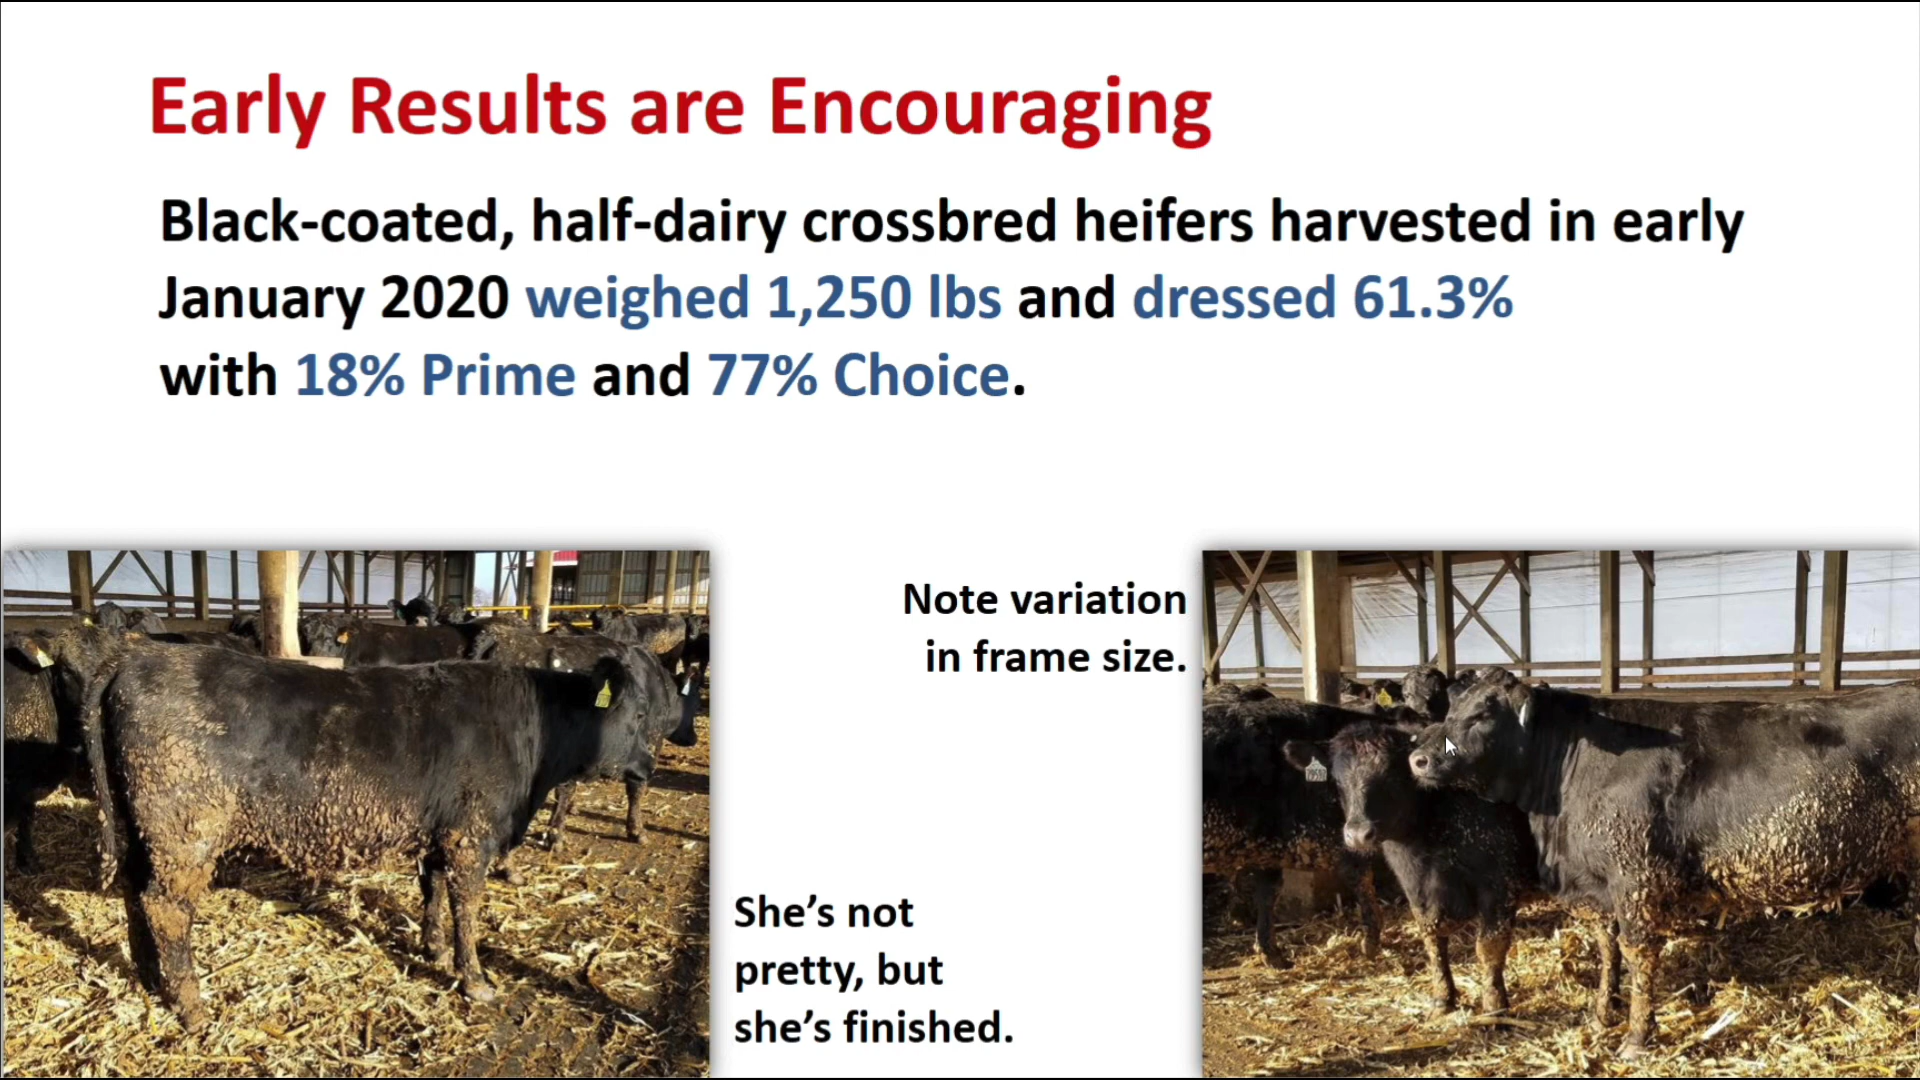 Early Results are Encouraging
Black-coated, half-dairy crossbred heifers harvested in early
January 2020 weighed 1,250 lbs and dressed 61.3%
with 18% Prime and 77% Choice.
Note variation
in frame size.
She’s not
pretty, but
she’s finished.